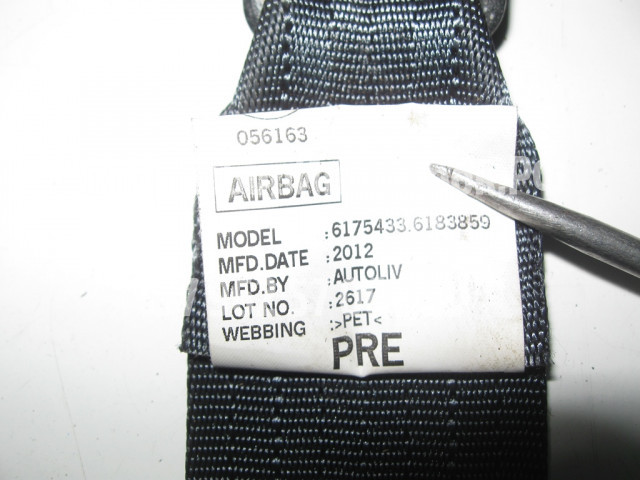 056163
AIRBAG
MODEL :6175433.6183859
MFD.DATE :2012
MFD.BY :AUTOLIV
LOT NO. :2617
WEBBING :>PET<
PRE